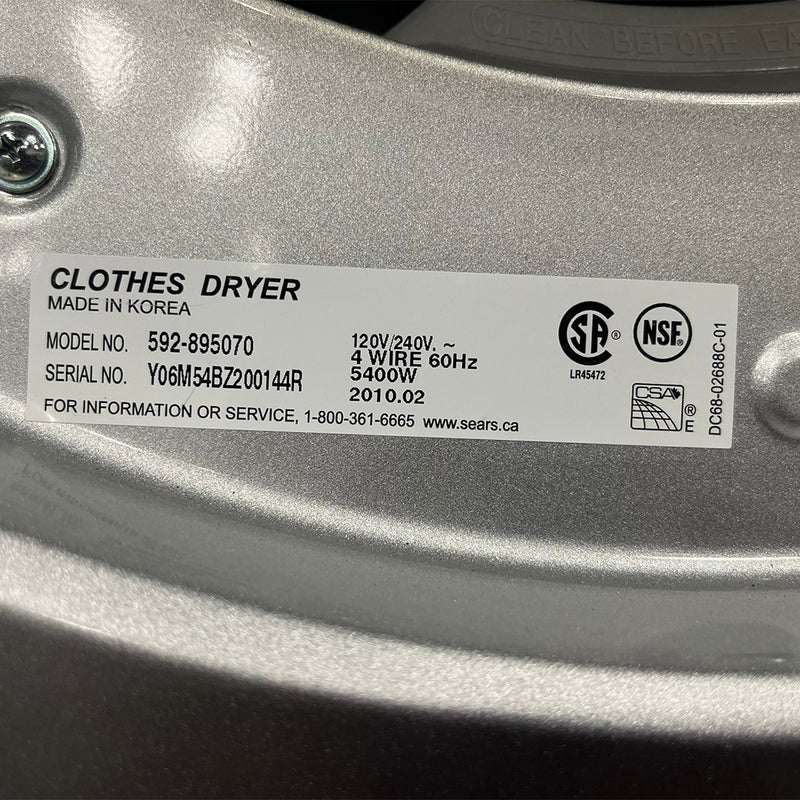 CLEAN BEFORE
CLOTHES DRYER
MADE IN KOREA
MODEL NO. 592-895070
SERIAL NO. Y06M54BZ200144R
120V/240V. ~
4 WIRE 60Hz
5400W
2010.02
FOR INFORMATION OR SERVICE, 1-800-361-6665 www.sears.ca
SA ®
LR45472
NSF®
CSA
®
E
DC68-02688C-01